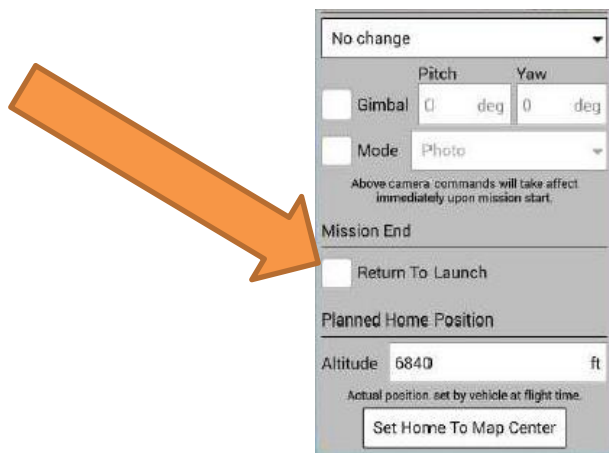 No change
Pitch Yaw
Gimbal 0 deg 0 deg
Mode Photo
Above camera commands will take affect
immediately upon mission start.
Mission End
Return To Launch
Planned Home Position
Altitude 6840 ft
Actual position set by vehicle at flight time.
Set Home To Map Center